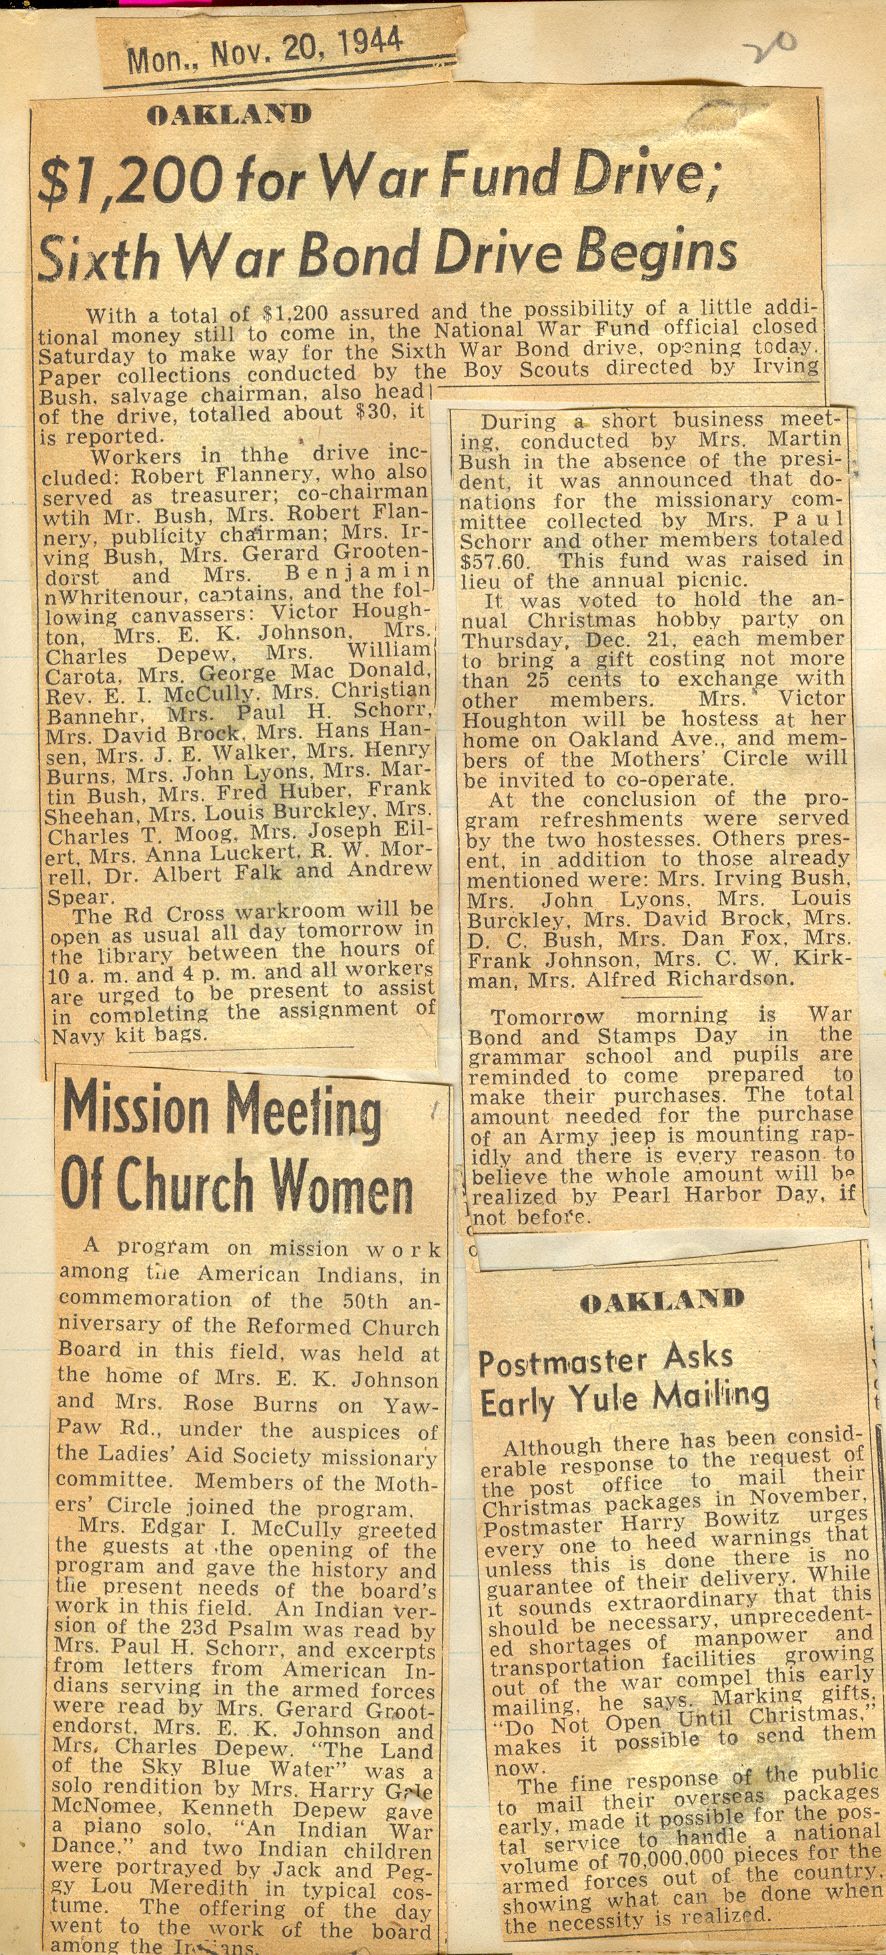 Mon., Nov. 20, 1944
20
OAKLAND
$1,200 for War Fund Drive;
Sixth War Bond Drive Begins
With a total of $1,200 assured and the possibility of a little addi-
tional money still to come in, the National War Fund official closed
Saturday to make way for the Sixth War Bond drive, opening today.
Paper collections conducted by the Boy Scouts directed by Irving
Bush, salvage chairman, also head
of the drive, totalled about $30, it
is reported.
Workers in thhe drive inc-
cluded: Robert Flannery, who also
served as treasurer; co-chairman
wtih Mr. Bush, Mrs. Robert Flan-
nery, publicity chairman; Mrs. Ir-
ving Bush, Mrs. Gerard Grooten-
dorst and Mrs. Benjamin
nWhritenour, captains, and the fol-
lowing canvassers: Victor Hough-
ton, Mrs. E. K. Johnson, Mrs.
Charles Depew, Mrs. William
Carota, Mrs. George Mac Donald,
Rev. E. I. McCully, Mrs. Christian
Bannehr, Mrs. Paul H. Schorr,
Mrs. David Brock, Mrs. Hans Han-
sen, Mrs. J. E. Walker, Mrs. Henry
Burns, Mrs. John Lyons, Mrs. Mar-
tin Bush, Mrs. Fred Huber, Frank
Sheehan, Mrs. Louis Burckley, Mrs.
Charles T. Moog, Mrs. Joseph Eil-
ert, Mrs. Anna Luckert, R. W. Mor-
rell, Dr. Albert Falk and Andrew
Spear.
The Rd Cross warkroom will be
open as usual all day tomorrow in
the library between the hours of
10 a. m. and 4 p. m. and all workers
are urged to be present to assist
in completing the assignment of
Navy kit bags.
Mission Meeting
Of Church Women
A program on mission work
among the American Indians, in
commemoration of the 50th an-
niversary of the Reformed Church
Board in this field, was held at
the home of Mrs. E. K. Johnson
and Mrs. Rose Burns on Yaw-
Paw Rd., under the auspices of
the Ladies' Aid Society missionary
committee. Members of the Moth-
ers' Circle joined the program.
Mrs. Edgar I. McCully greeted
the guests at the opening of the
program and gave the history and
the present needs of the board's
work in this field. An Indian ver-
sion of the 23d Psalm was read by
Mrs. Paul H. Schorr, and excerpts
from letters from American In-
dians serving in the armed forces
were read by Mrs. Gerard Groot-
endorst, Mrs. E. K. Johnson and
Mrs. Charles Depew. "The Land
of the Sky Blue Water" was a
solo rendition by Mrs. Harry Gale
McNomee, Kenneth Depew gave
a piano solo, "An Indian War
Dance," and two Indian children
were portrayed by Jack and Peg-
gy Lou Meredith in typical cos-
tume. The offering of the day
went to the work of the board
among the Indians.
During a short business meet-
ing, conducted by Mrs. Martin
Bush in the absence of the presi-
dent, it was announced that do-
nations for the missionary com-
mittee collected by Mrs. Paul
Schorr and other members totaled
$57.60. This fund was raised in
lieu of the annual picnic.
It was voted to hold the an-
nual Christmas hobby party on
Thursday, Dec. 21, each member
to bring a gift costing not more
than 25 cents to exchange with
other members. Mrs. Victor
Houghton will be hostess at her
home on Oakland Ave., and mem-
bers of the Mothers' Circle will
be invited to co-operate.
At the conclusion of the pro-
gram refreshments were served
by the two hostesses. Others pres-
ent, in addition to those already
mentioned were: Mrs. Irving Bush,
Mrs. John Lyons, Mrs. Louis
Burckley, Mrs. David Brock, Mrs.
D. C. Bush, Mrs. Dan Fox, Mrs.
Frank Johnson, Mrs. C. W. Kirk-
man, Mrs. Alfred Richardson.
Tomorrow morning is War
Bond and Stamps Day in the
grammar school and pupils are
reminded to come prepared to
make their purchases. The total
amount needed for the purchase
of an Army jeep is mounting rap-
idly and there is every reason to
believe the whole amount will be
realized by Pearl Harbor Day, if
not before.
OAKLAND
Postmaster Asks
Early Yule Mailing
Although there has been consid-
erable response to the request of
the post office to mail their
Christmas packages in November,
Postmaster Harry Bowitz urges
every one to heed warnings that
unless this is done there is no
guarantee of their delivery. While
it sounds extraordinary that this
should be necessary, unprecedent-
ed shortages of manpower and
transportation facilities growing
out of the war compel this early
mailing, he says. Marking gifts,
"Do Not Open Until Christmas,"
makes it possible to send them
now.
The fine response of the public
to mail their overseas packages
early, made it possible for the pos-
tal service to handle a national
volume of 70,000,000 pieces for the
armed forces out of the country,
showing what can be done when
the necessity is realized.